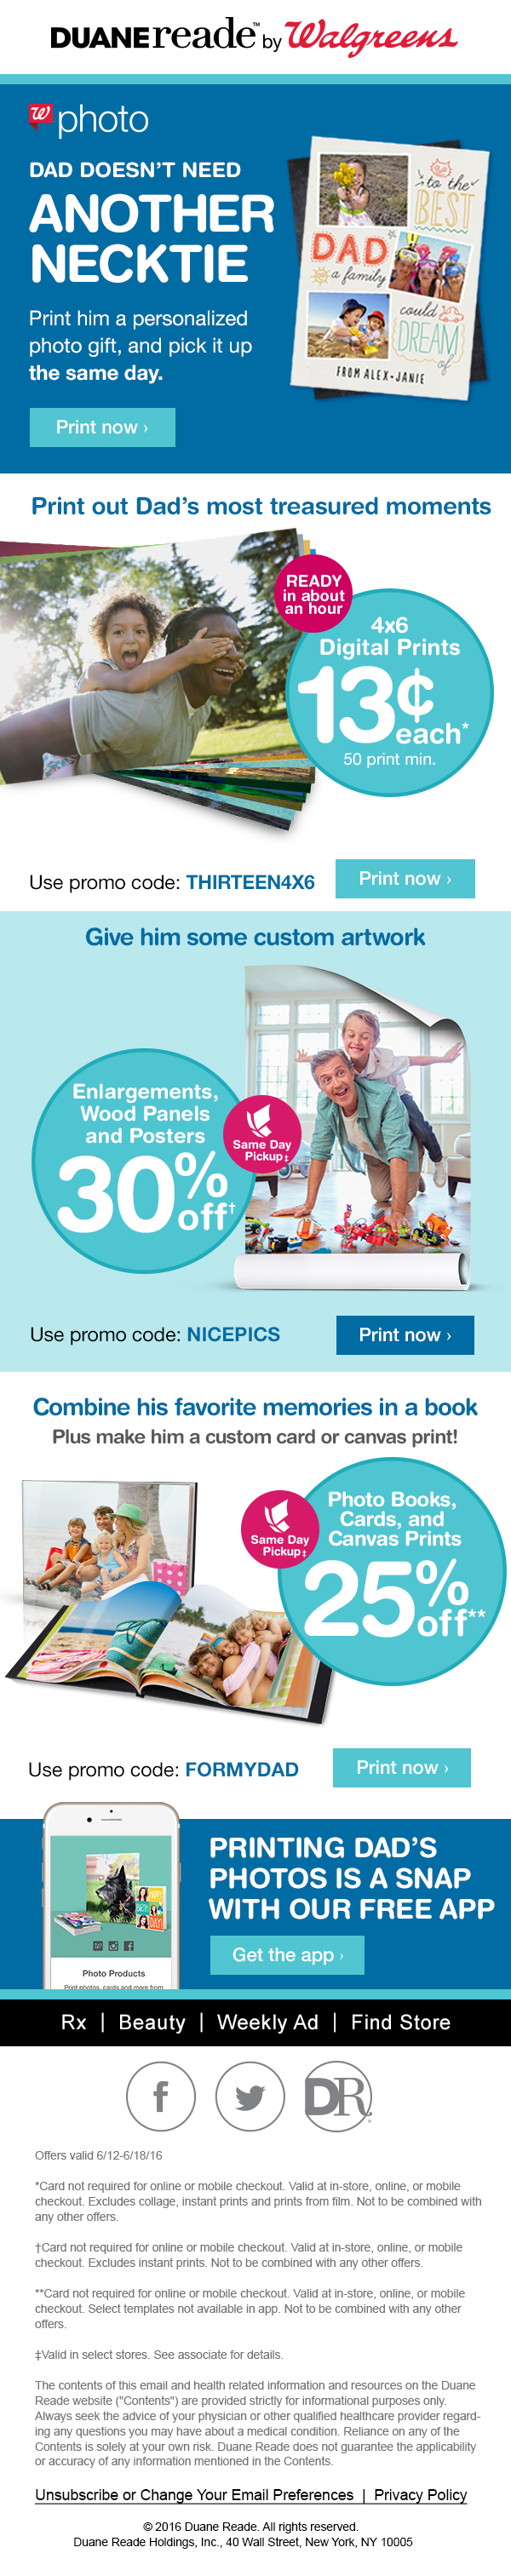 DUANEreade™ by Walgreens
W photo
DAD DOESN'T NEED
ANOTHER
NECKTIE
Print him a personalized
photo gift, and pick it up
the same day.
Print now ›
to the
BEST
DAD
a family
could
DREAM
of
FROM ALEX + JANIE
Print out Dad's most treasured moments
READY
in about
an hour
4x6
Digital Prints
13¢
each*
50 print min.
Use promo code: THIRTEEN4X6
Print now ›
Give him some custom artwork
Enlargements,
Wood Panels
and Posters
30%
off†
Same Day
Pickup‡
Use promo code: NICEPICS
Print now ›
Combine his favorite memories in a book
Plus make him a custom card or canvas print!
Same Day
Pickup‡
Photo Books,
Cards, and
Canvas Prints
25%
off**
Use promo code: FORMYDAD
Print now ›
Photo Products
Print photos, cards and more from
PRINTING DAD'S
PHOTOS IS A SNAP
WITH OUR FREE APP
Get the app ›
Rx | Beauty | Weekly Ad | Find Store
f
DR
Offers valid 6/12-6/18/16
*Card not required for online or mobile checkout. Valid at in-store, online, or mobile
checkout. Excludes collage, instant prints and prints from film. Not to be combined with
any other offers.
†Card not required for online or mobile checkout. Valid at in-store, online, or mobile
checkout. Excludes instant prints. Not to be combined with any other offers.
**Card not required for online or mobile checkout. Valid at in-store, online, or mobile
checkout. Select templates not available in app. Not to be combined with any other
offers.
‡Valid in select stores. See associate for details.
The contents of this email and health related information and resources on the Duane
Reade website ("Contents") are provided strictly for informational purposes only.
Always seek the advice of your physician or other qualified healthcare provider regard-
ing any questions you may have about a medical condition. Reliance on any of the
Contents is solely at your own risk. Duane Reade does not guarantee the applicability
or accuracy of any information mentioned in the Contents.
Unsubscribe or Change Your Email Preferences | Privacy Policy
© 2016 Duane Reade. All rights reserved.
Duane Reade Holdings, Inc., 40 Wall Street, New York, NY 10005